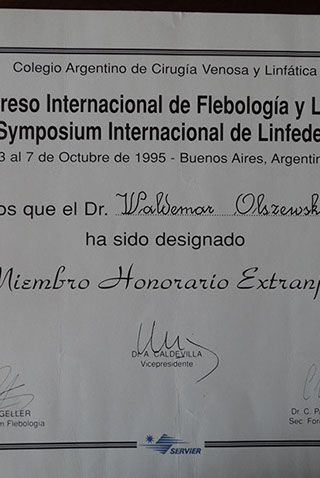 Colegio Argentino de Cirugía Venosa y Linfática
reso Internacional de Flebología y L
Symposium Internacional de Linfede
3 al 7 de Octubre de 1995 - Buenos Aires, Argentin
os que el Dr. Waldemar Olszewsk
ha sido designado
Miembro Honorario Extranj
Dr. A. CALDEVILLA
Vicepresidente
GELLER
m Flebología
Dr. C. P
Sec. For
SERVIER